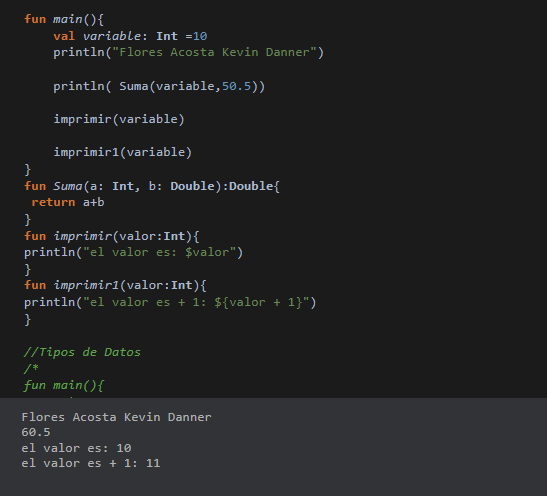 fun main(){
val variable: Int =10
println("Flores Acosta Kevin Danner")
println( Suma(variable,50.5))
imprimir(variable)
imprimir1(variable)
}
fun Suma(a: Int, b: Double):Double{
return a+b
}
fun imprimir(valor:Int){
println("el valor es: $valor")
}
fun imprimir1(valor:Int){
println("el valor es + 1: ${valor + 1}")
}
//Tipos de Datos
/*
fun main(){
Flores Acosta Kevin Danner
60.5
el valor es: 10
el valor es + 1: 11